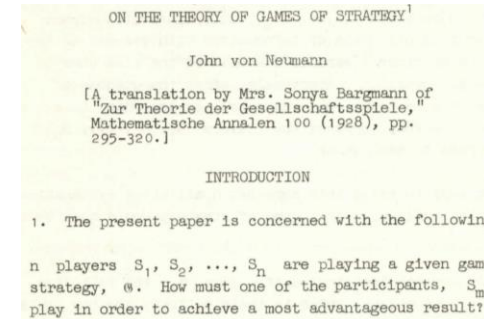 ON THE THEORY OF GAMES OF STRATEGY¹
John von Neumann
[A translation by Mrs. Sonya Bargmann of
"Zur Theorie der Gesellschaftsspiele,"
Mathematische Annalen 100 (1928), pp.
295-320.]
INTRODUCTION
1. The present paper is concerned with the followin
n players S₁, S₂, ..., Sₙ are playing a given gam
strategy, How must one of the participants, Sₘ
play in order to achieve a most advantageous result?